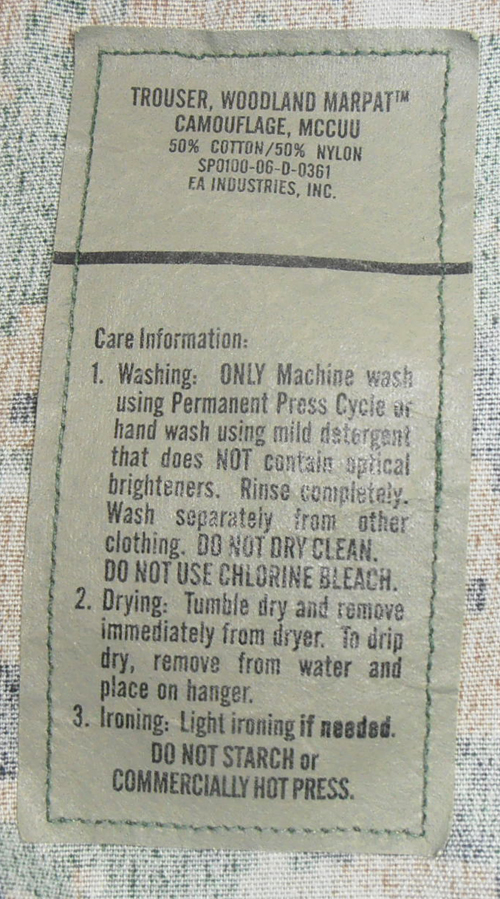 TROUSER, WOODLAND MARPAT™
CAMOUFLAGE, MCCUU
50% COTTON/50% NYLON
SP0100-06-D-0361
EA INDUSTRIES, INC.
Care Information:
1. Washing: ONLY Machine wash
using Permanent Press Cycle or
hand wash using mild detergent
that does NOT contain optical
brighteners. Rinse completely.
Wash separately from other
clothing. DO NOT DRY CLEAN.
DO NOT USE CHLORINE BLEACH.
2. Drying: Tumble dry and remove
immediately from dryer. To drip
dry, remove from water and
place on hanger.
3. Ironing: Light ironing if needed.
DO NOT STARCH or
COMMERCIALLY HOT PRESS.